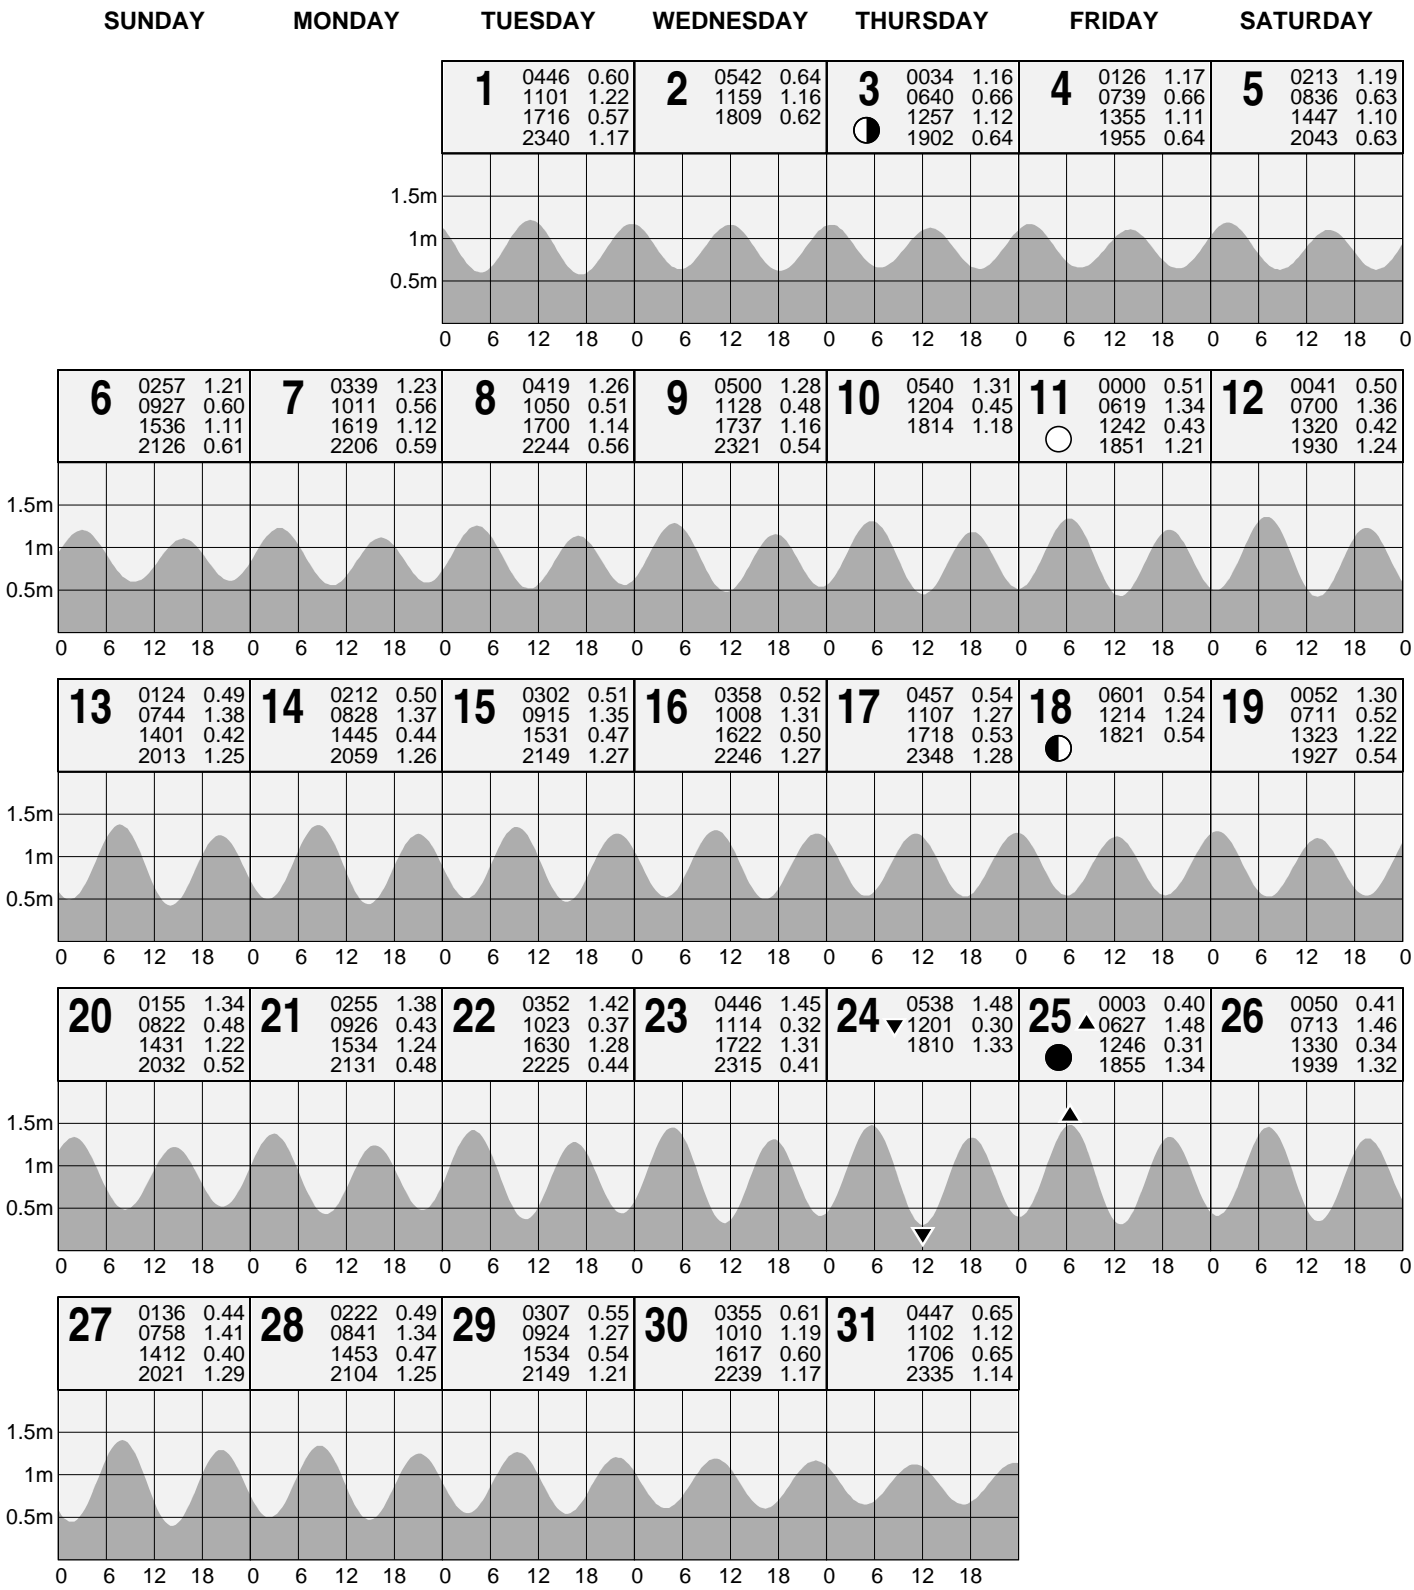 SUNDAY MONDAY TUESDAY WEDNESDAY THURSDAY FRIDAY SATURDAY
1 0446 0.60 2 0542 0.64 3 0034 1.16 4 0126 1.17 5 0213 1.19
1101 1.22 1159 1.16 0640 0.66 0739 0.66 0836 0.63
1716 0.57 1809 0.62 1257 1.12 1355 1.11 1447 1.10
2340 1.17 1902 0.64 1955 0.64 2043 0.63
1.5m
1m
0.5m
0 6 12 18 0 6 12 18 0 6 12 18 0 6 12 18 0 6 12 18 0
6 0257 1.21 7 0339 1.23 8 0419 1.26 9 0500 1.28 10 0540 1.31 11 0000 0.51 12 0041 0.50
0927 0.60 1011 0.56 1050 0.51 1128 0.48 1204 0.45 0619 1.34 0700 1.36
1536 1.11 1619 1.12 1700 1.14 1737 1.16 1814 1.18 1242 0.43 1320 0.42
2126 0.61 2206 0.59 2244 0.56 2321 0.54 1851 1.21 1930 1.24
1.5m
1m
0.5m
0 6 12 18 0 6 12 18 0 6 12 18 0 6 12 18 0 6 12 18 0 6 12 18 0 6 12 18 0
13 0124 0.49 14 0212 0.50 15 0302 0.51 16 0358 0.52 17 0457 0.54 18 0601 0.54 19 0052 1.30
0744 1.38 0828 1.37 0915 1.35 1008 1.31 1107 1.27 1214 1.24 0711 0.52
1401 0.42 1445 0.44 1531 0.47 1622 0.50 1718 0.53 1821 0.54 1323 1.22
2013 1.25 2059 1.26 2149 1.27 2246 1.27 2348 1.28 1927 0.54
1.5m
1m
0.5m
0 6 12 18 0 6 12 18 0 6 12 18 0 6 12 18 0 6 12 18 0 6 12 18 0 6 12 18 0
20 0155 1.34 21 0255 1.38 22 0352 1.42 23 0446 1.45 24 0538 1.48 25 0003 0.40 26 0050 0.41
0822 0.48 0926 0.43 1023 0.37 1114 0.32 1201 0.30 0627 1.48 0713 1.46
1431 1.22 1534 1.24 1630 1.28 1722 1.31 1810 1.33 1246 0.31 1330 0.34
2032 0.52 2131 0.48 2225 0.44 2315 0.41 1855 1.34 1939 1.32
1.5m
1m
0.5m
0 6 12 18 0 6 12 18 0 6 12 18 0 6 12 18 0 6 12 18 0 6 12 18 0 6 12 18 0
27 0136 0.44 28 0222 0.49 29 0307 0.55 30 0355 0.61 31 0447 0.65
0758 1.41 0841 1.34 0924 1.27 1010 1.19 1102 1.12
1412 0.40 1453 0.47 1534 0.54 1617 0.60 1706 0.65
2021 1.29 2104 1.25 2149 1.21 2239 1.17 2335 1.14
1.5m
1m
0.5m
0 6 12 18 0 6 12 18 0 6 12 18 0 6 12 18 0 6 12 18